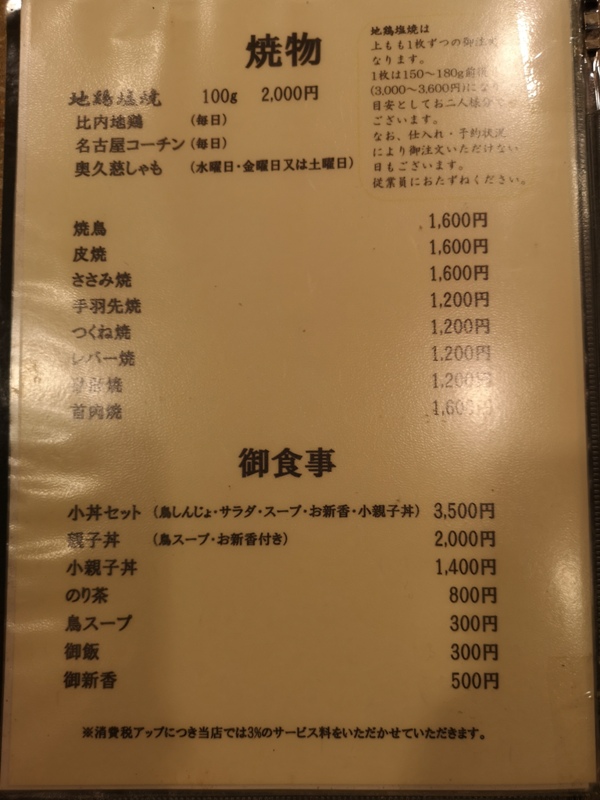 焼物
地鶏塩焼は
上もも1枚ずつの御注文
なります。
1枚は150～180g前後
(3,000～3,600円)にな
目安としてお二人様分
ございます。
なお、仕入れ・予約状況
により御注文いただけない
日もございます。
従業員におたずねください。
地鶏塩焼 100g 2,000円
比内地鶏 (毎日)
名古屋コーチン (毎日)
奥久慈しゃも (水曜日・金曜日又は土曜日)
焼鳥 1,600円
皮焼 1,600円
ささみ焼 1,600円
手羽先焼 1,200円
つくね焼 1,200円
レバー焼 1,200円
砂肝焼 1,200円
首肉焼 1,600円
御食事
小丼セット (鳥しんじょ・サラダ・スープ・お新香・小親子丼) 3,500円
親子丼 (鳥スープ・お新香付き) 2,000円
小親子丼 1,400円
のり茶 800円
鳥スープ 300円
御飯 300円
御新香 500円
※消費税アップにつき当店では3%のサービス料をいただかせていただきます。